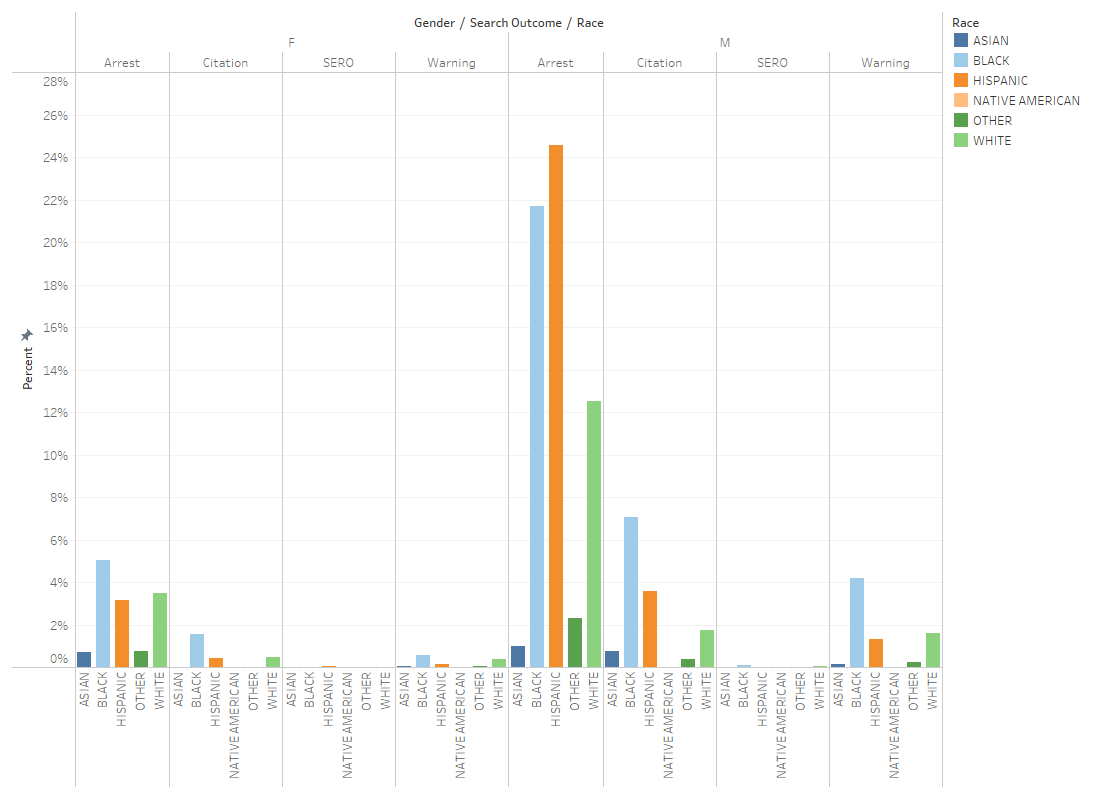 Gender / Search Outcome / Race
F
M
Arrest
Citation
SERO
Warning
Arrest
Citation
SERO
Warning
28%
26%
24%
22%
20%
18%
16%
14%
12%
10%
8%
6%
4%
2%
0%
Percent
ASIAN
BLACK
HISPANIC
OTHER
WHITE
ASIAN
BLACK
HISPANIC
NATIVE AMERICAN
OTHER
WHITE
ASIAN
BLACK
HISPANIC
NATIVE AMERICAN
OTHER
WHITE
ASIAN
BLACK
HISPANIC
NATIVE AMERICAN
OTHER
WHITE
ASIAN
BLACK
HISPANIC
OTHER
WHITE
ASIAN
BLACK
HISPANIC
NATIVE AMERICAN
OTHER
WHITE
ASIAN
BLACK
HISPANIC
NATIVE AMERICAN
OTHER
WHITE
ASIAN
BLACK
HISPANIC
NATIVE AMERICAN
OTHER
WHITE
Race
ASIAN
BLACK
HISPANIC
NATIVE AMERICAN
OTHER
WHITE